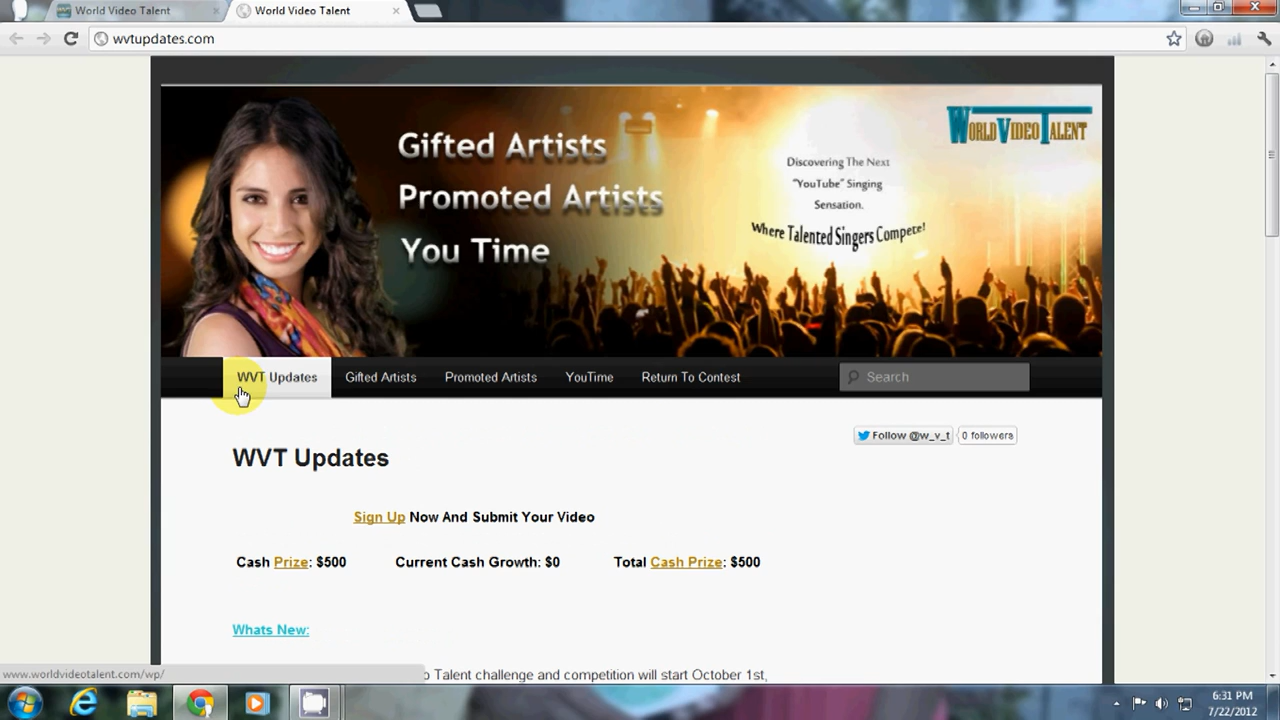 World Video Talent
World Video Talent
wvtupdates.com
Gifted Artists
Promoted Artists
You Time
WORLDVIDEOTALENT
Discovering The Next
“YouTube” Singing
Sensation.
Where Talented Singers Compete!
WVT Updates Gifted Artists Promoted Artists YouTime Return To Contest Search
Follow @w_v_t 0 followers
WVT Updates
Sign Up Now And Submit Your Video
Cash Prize: $500 Current Cash Growth: $0 Total Cash Prize: $500
Whats New:
www.worldvideotalent.com/wp/
Talent challenge and competition will start October 1st,
6:31 PM
7/22/2012